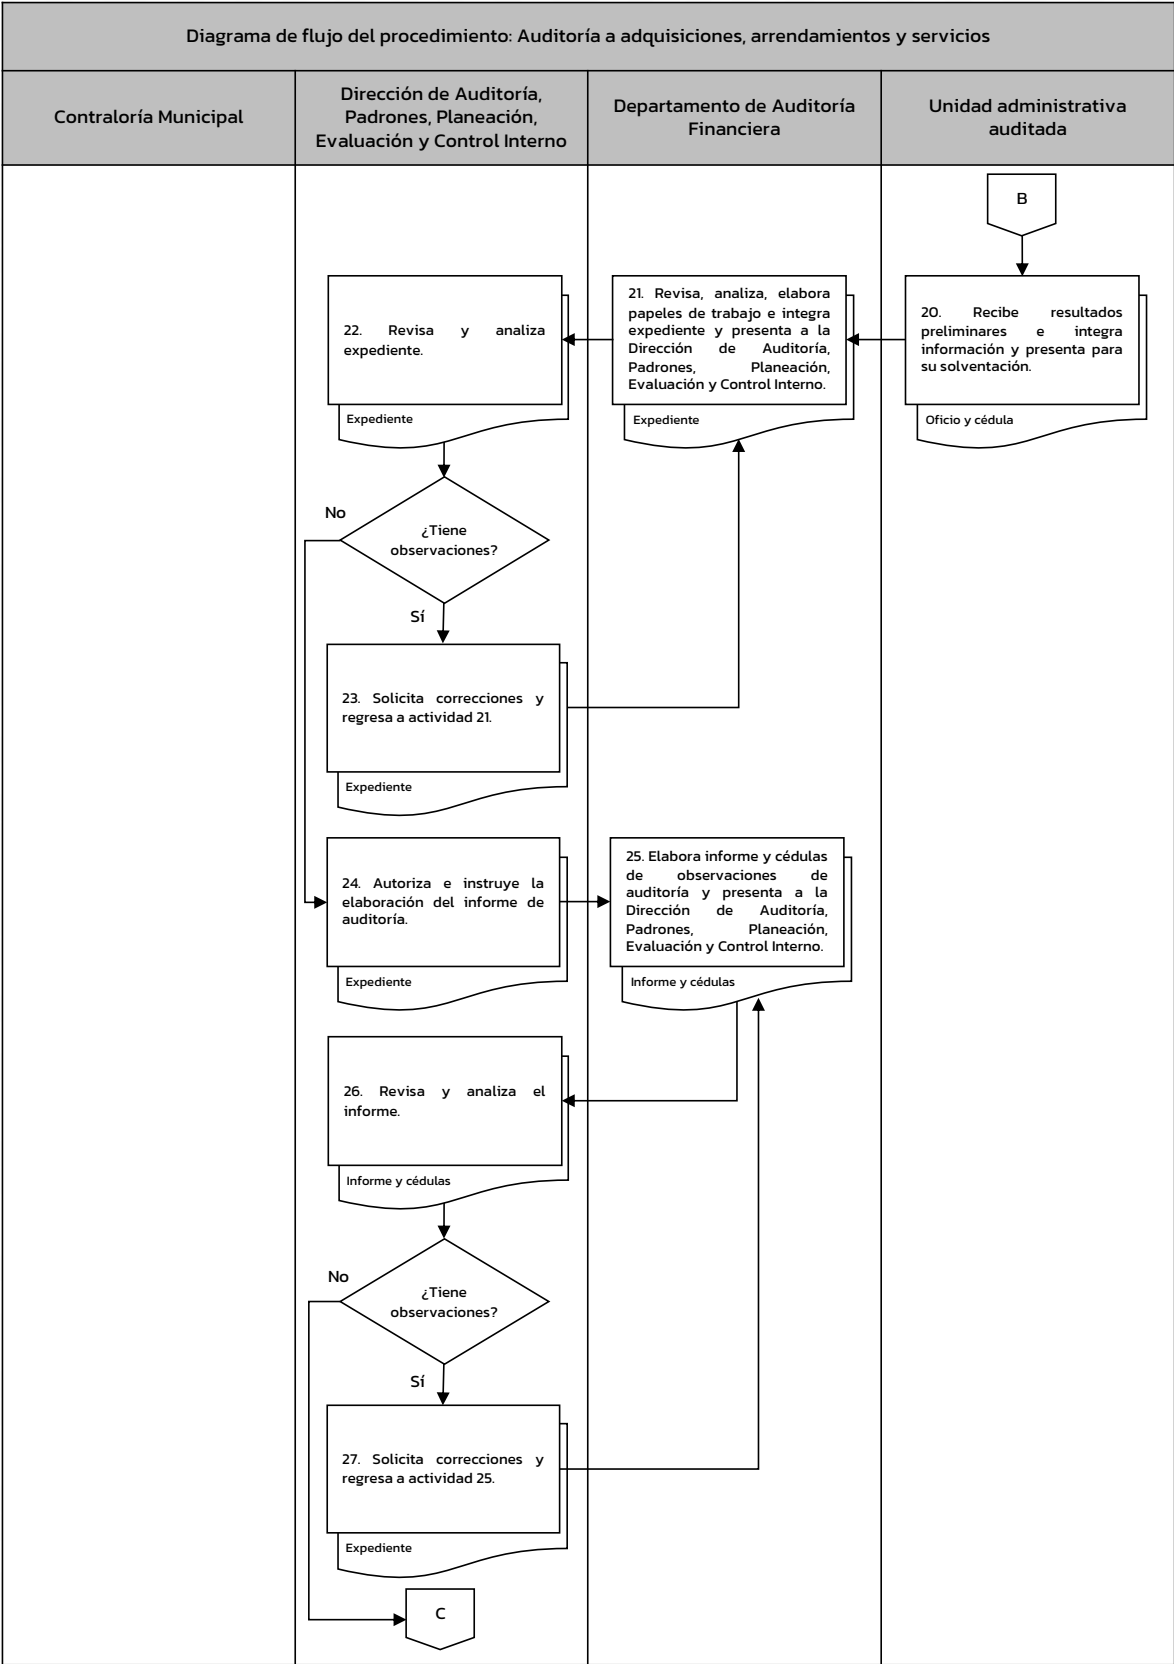 Diagrama de flujo del procedimiento: Auditoría a adquisiciones, arrendamientos y servicios
Contraloría Municipal
Dirección de Auditoría,
Padrones, Planeación,
Evaluación y Control Interno
Departamento de Auditoría
Financiera
Unidad administrativa
auditada
B
20. Recibe resultados
preliminares e integra
información y presenta para
su solventación.
Oficio y cédula
21. Revisa, analiza, elabora
papeles de trabajo e integra
expediente y presenta a la
Dirección de Auditoría,
Padrones, Planeación,
Evaluación y Control Interno.
Expediente
22. Revisa y analiza
expediente.
Expediente
¿Tiene
observaciones?
No
Sí
23. Solicita correcciones y
regresa a actividad 21.
Expediente
24. Autoriza e instruye la
elaboración del informe de
auditoría.
Expediente
25. Elabora informe y cédulas
de observaciones de
auditoría y presenta a la
Dirección de Auditoría,
Padrones, Planeación,
Evaluación y Control Interno.
Informe y cédulas
26. Revisa y analiza el
informe.
Informe y cédulas
¿Tiene
observaciones?
No
Sí
27. Solicita correcciones y
regresa a actividad 25.
Expediente
C